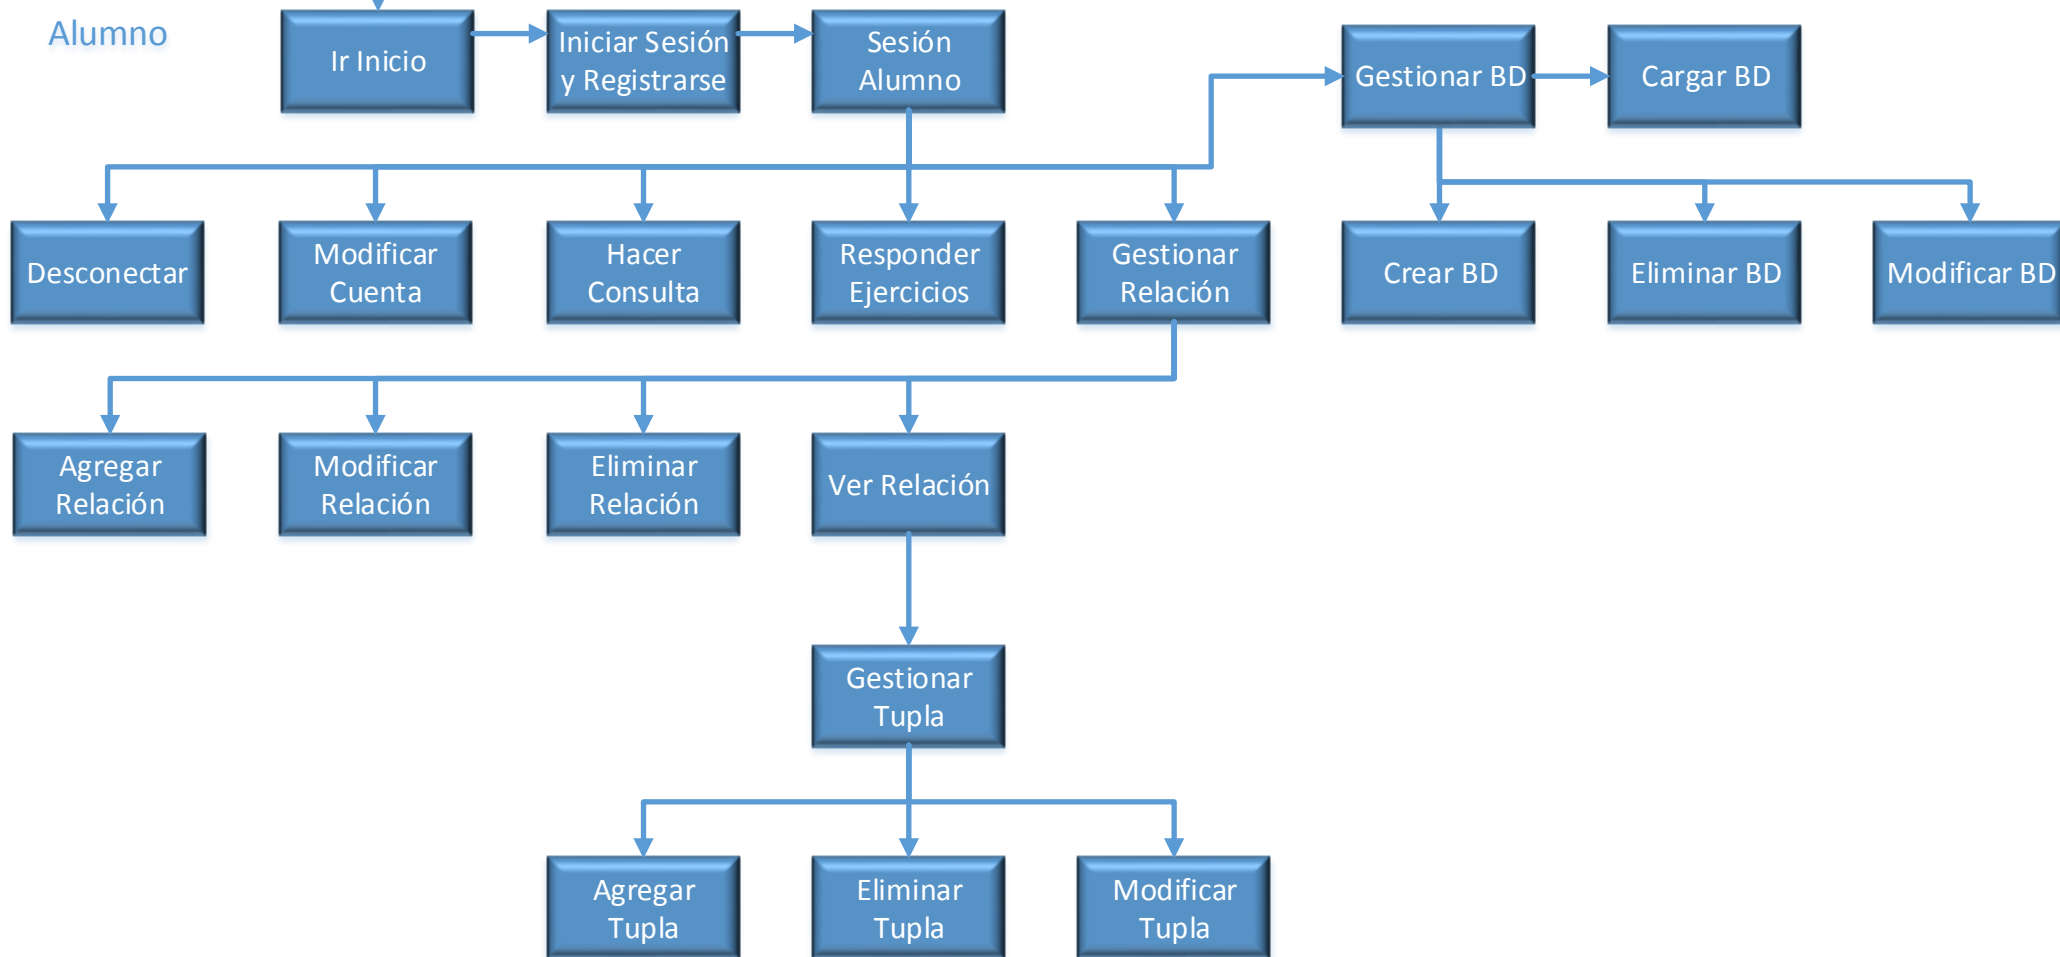 Alumno
Ir Inicio
Iniciar Sesión
y Registrarse
Sesión
Alumno
Gestionar BD
Cargar BD
Desconectar
Modificar
Cuenta
Hacer
Consulta
Responder
Ejercicios
Gestionar
Relación
Crear BD
Eliminar BD
Modificar BD
Agregar
Relación
Modificar
Relación
Eliminar
Relación
Ver Relación
Gestionar
Tupla
Agregar
Tupla
Eliminar
Tupla
Modificar
Tupla